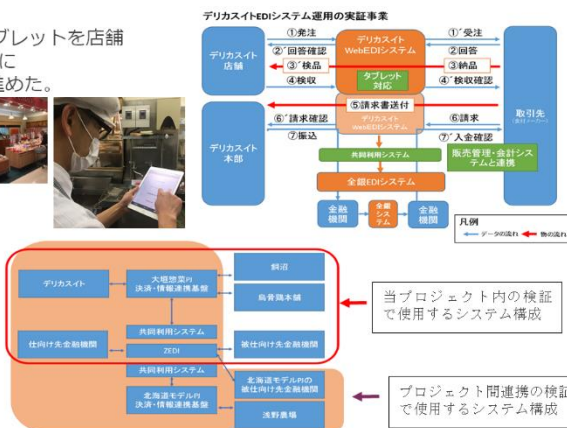 ブレットを店舗
に
進めた。
デリカスイトEDIシステム運用の実証事業
デリカスイト
店舗
①発注
②´回答確認
③´検品
④検収
デリカスイト
WebEDIシステム
タブレット
対応
①´受注
②回答
③納品
④´検収確認
⑤請求書送付
デリカスイト
WebEDIシステム
取引先
デリカスイト
本部
⑥´請求確認
⑦振込
⑥請求
⑦´入金確認
共同利用システム
販売管理・会計シス
テムと連携
全銀EDIシステム
金融
機関
全銀
シス
テム
金融
機関
凡例
データの流れ
物の流れ
デリカスイト
大垣惣菜PJ
決済・情報連携基盤
烏骨鶏本舗
共同利用システム
仕向け先金融機関
ZEDI
被仕向け先金融機関
共同利用システム
北海道モデルPJ
決済・情報連携基盤
北海道モデルPJの
被仕向け先金融機関
浅野農場
当プロジェクト内の検証
で使用するシステム構成
プロジェクト間連携の検証
で使用するシステム構成